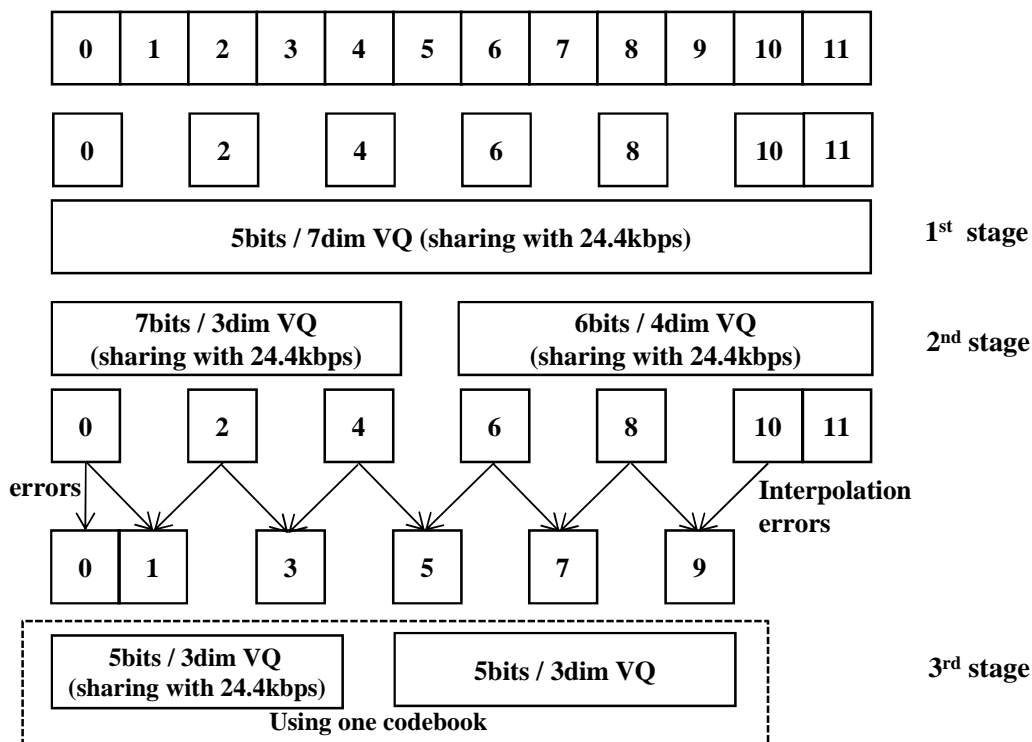 0 1 2 3 4 5 6 7 8 9 10 11
0 2 4 6 8 10 11
5bits / 7dim VQ (sharing with 24.4kbps)
1st stage
7bits / 3dim VQ
(sharing with 24.4kbps)
6bits / 4dim VQ
(sharing with 24.4kbps)
2nd stage
0 2 4 6 8 10 11
errors
Interpolation
errors
0 1 3 5 7 9
5bits / 3dim VQ
(sharing with 24.4kbps)
5bits / 3dim VQ
3rd stage
Using one codebook